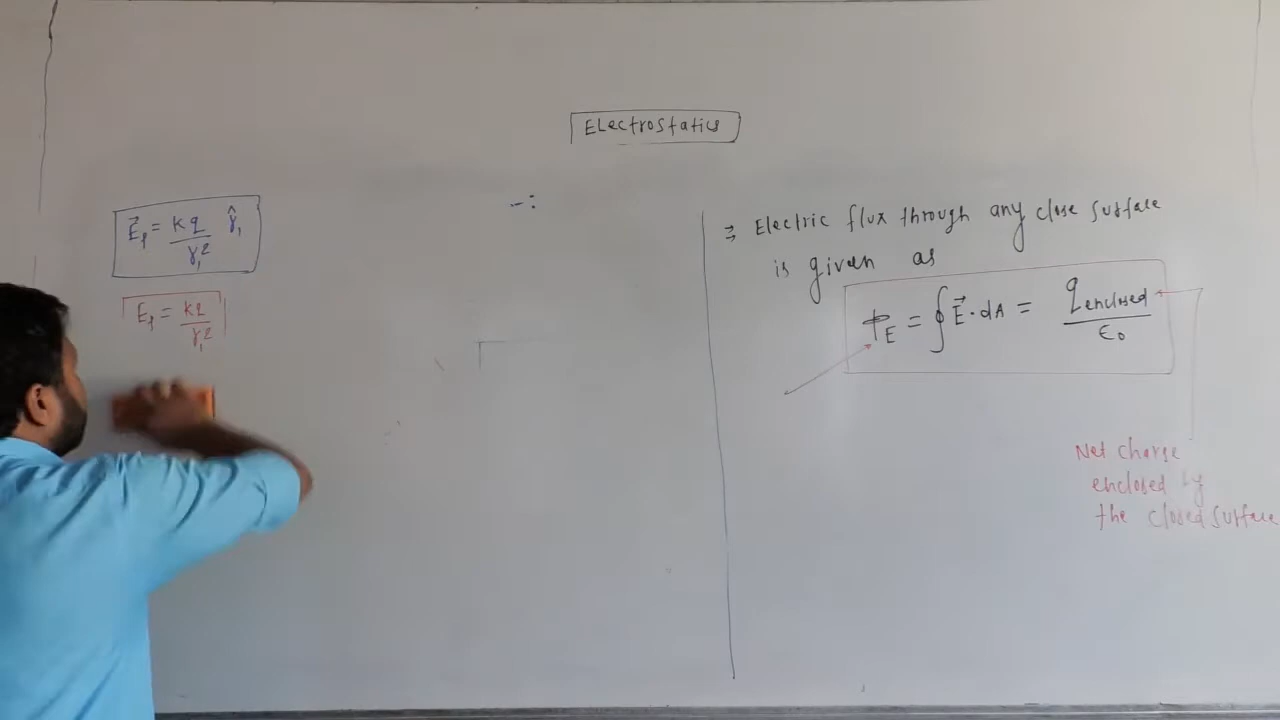 Electrostatics
-:
E⃗₁ = kq/r₁² r̂₁
E₁ = kq/r₁²
⇒ Electric flux through any close surface
is given as
ϕ_E = ∮E⃗·dA = q_enclosed/ϵ₀
Net charge
enclosed by
the closed surface